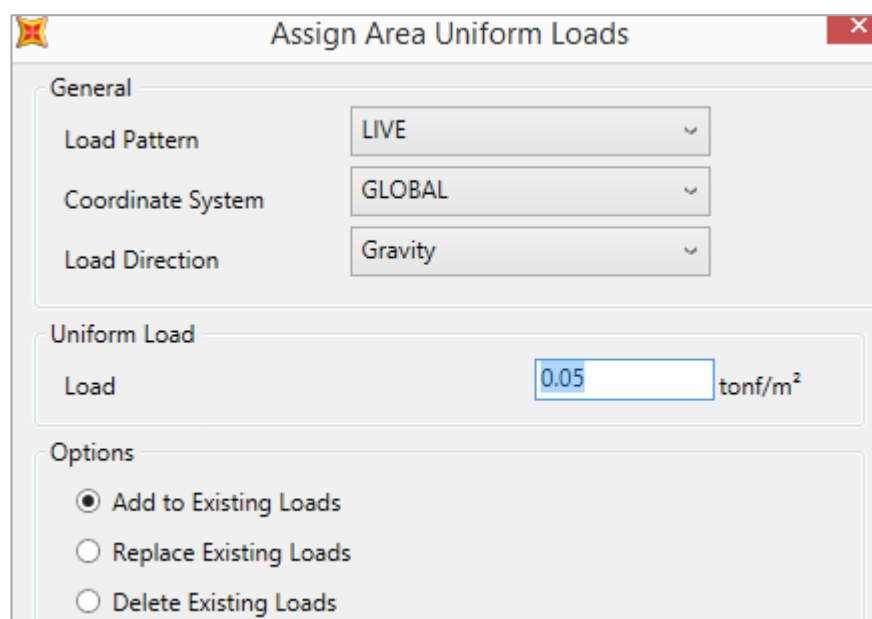 Assign Area Uniform Loads
General
Load Pattern LIVE
Coordinate System GLOBAL
Load Direction Gravity
Uniform Load
Load 0.05 tonf/m²
Options
Add to Existing Loads
Replace Existing Loads
Delete Existing Loads